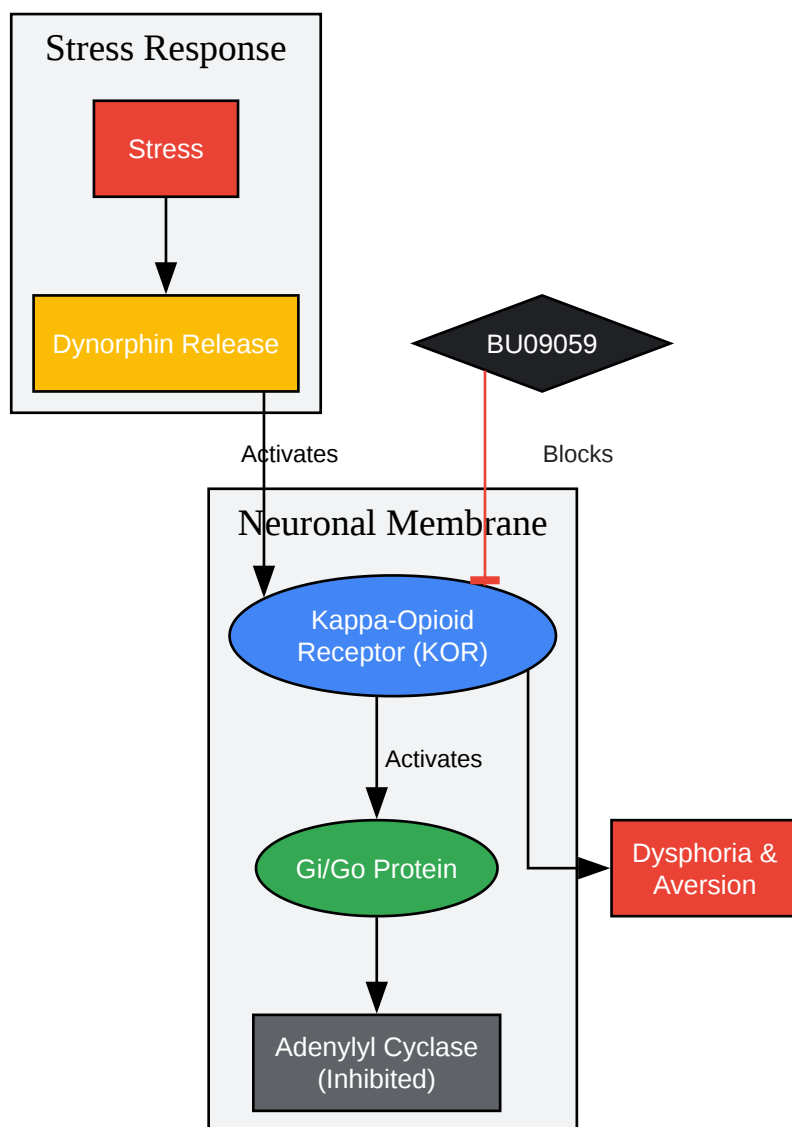 Stress Response
Stress
Dynorphin Release
BU09059
Activates
Blocks
Neuronal Membrane
Kappa-Opioid
Receptor (KOR)
Activates
Gi/Go Protein
Dysphoria &
Aversion
Adenylyl Cyclase
(Inhibited)